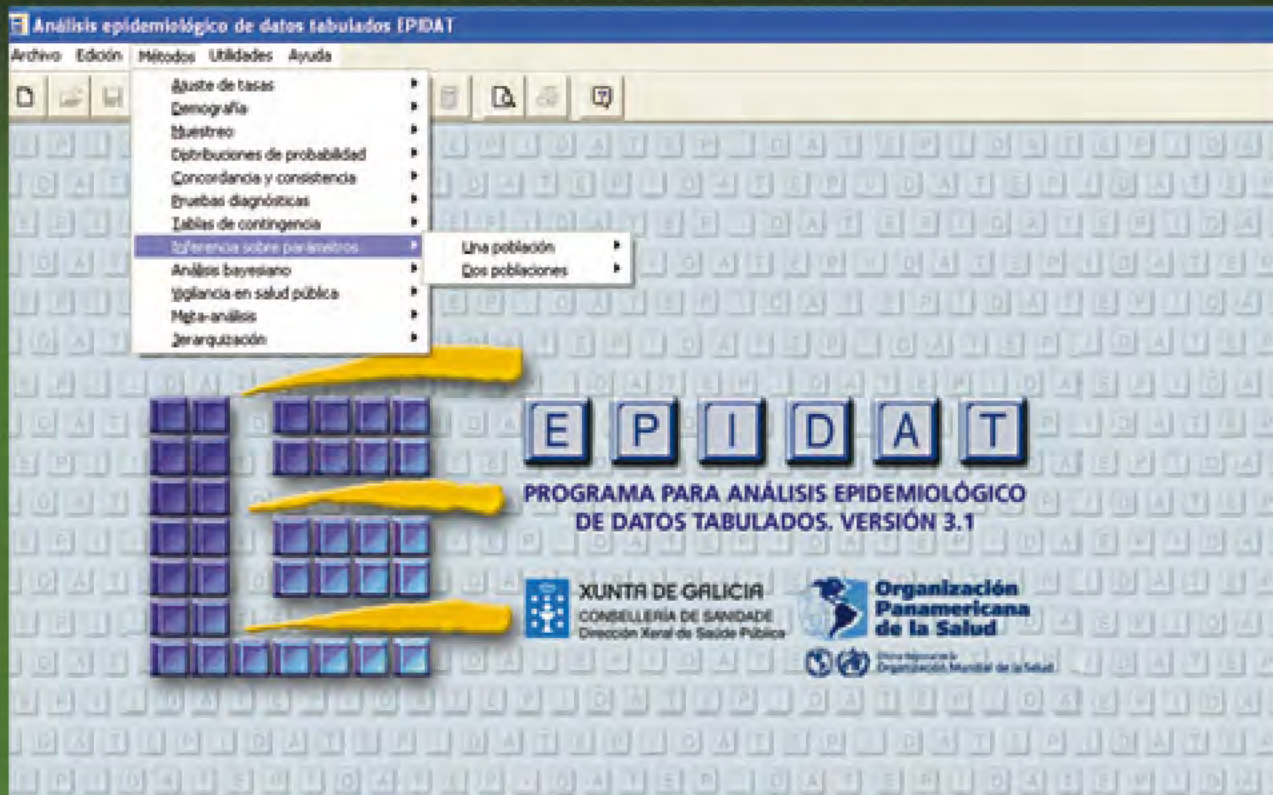 Análisis epidemiológico de datos tabulados EPIDAT
Archivo Edición Métodos Utilidades Ayuda
Ajuste de tasas
Demografía
Muestreo
Distribuciones de probabilidad
Concordancia y consistencia
Pruebas diagnósticas
Tablas de contingencia
Inferencia sobre parámetros
Una población
Dos poblaciones
Análisis bayesiano
Vigilancia en salud pública
Meta-análisis
Jerarquización
EPIDAT
PROGRAMA PARA ANÁLISIS EPIDEMIOLÓGICO
DE DATOS TABULADOS. VERSIÓN 3.1
XUNTA DE GALICIA
CONSELLERÍA DE SANIDADE
Dirección Xeral de Saúde Pública
Organización
Panamericana
de la Salud
Organización Mundial de la Salud